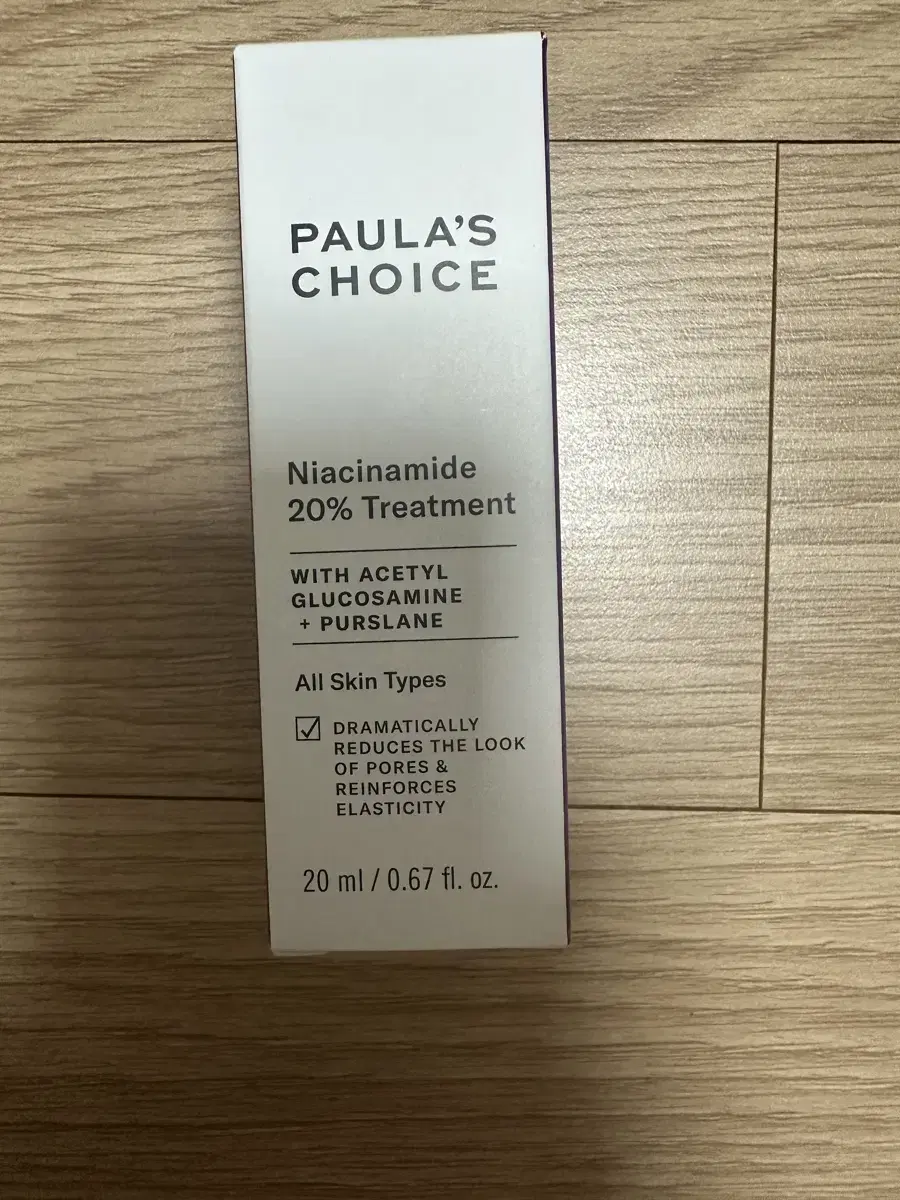 PAULA'S
CHOICE
Niacinamide
20% Treatment
WITH ACETYL
GLUCOSAMINE
+ PURSLANE
All Skin Types
DRAMATICALLY
REDUCES THE LOOK
OF PORES &
REINFORCES
ELASTICITY
20 ml / 0.67 fl. oz.